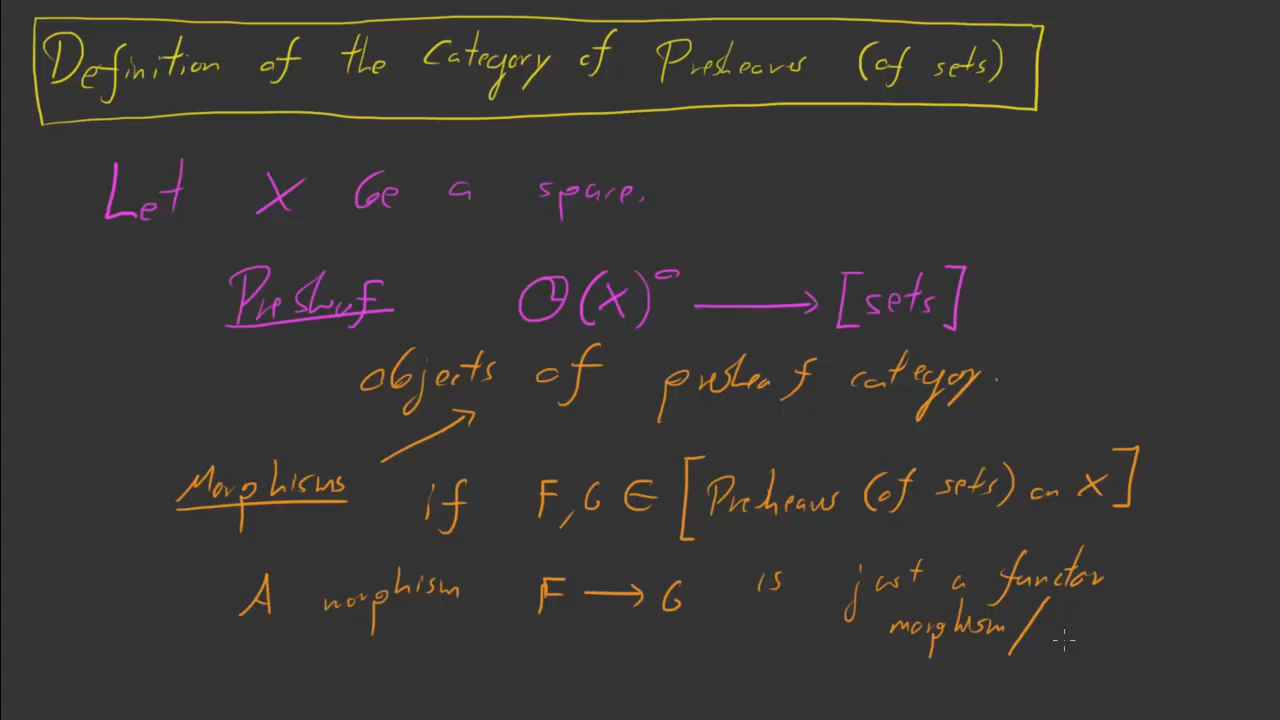 Definition of the Category of Presheaves (of sets)
Let X be a space.
Presheaf O(X)° → [sets]
objects of presheaf category.
Morphisms if F, G ∈ [Presheaves (of sets) on X]
A morphism F → G is just a functor
morphism/